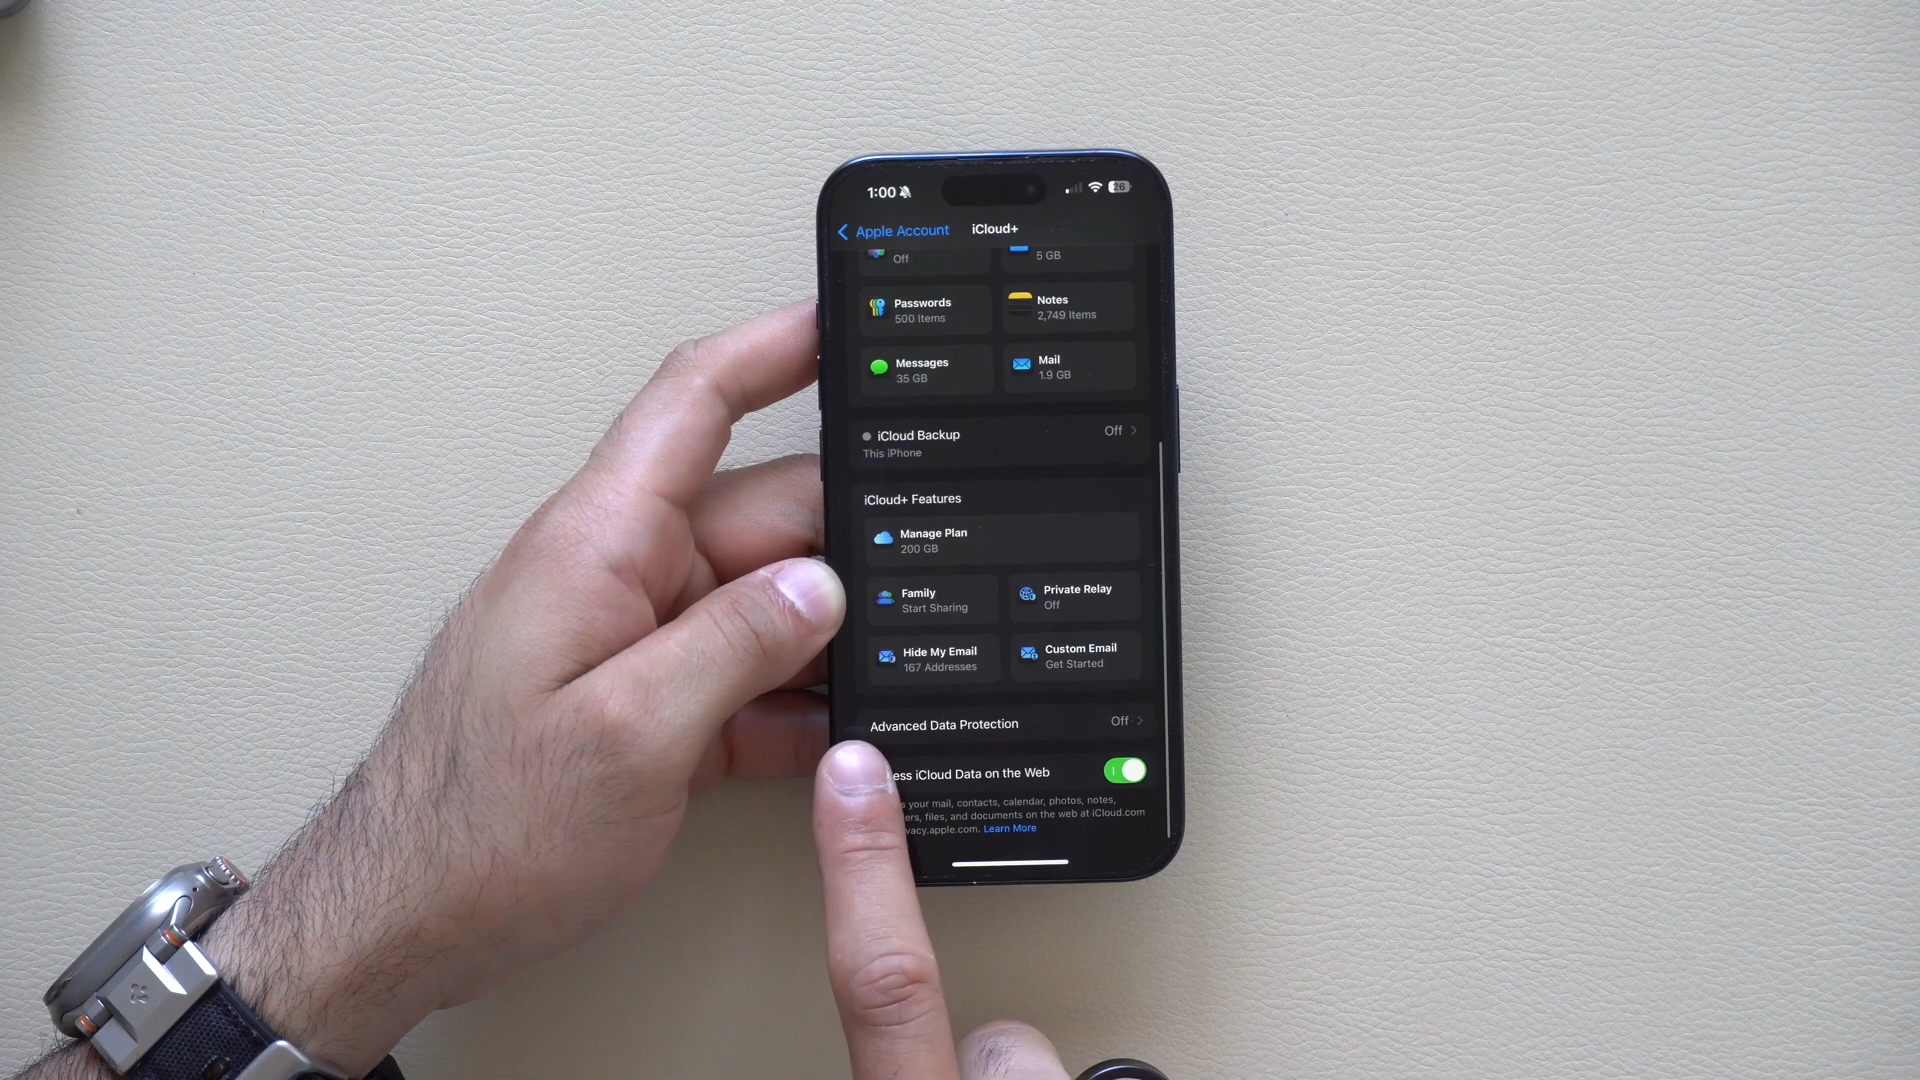 1:00
26
Apple Account
iCloud+
Off
5 GB
Passwords
500 Items
Notes
2,749 Items
Messages
35 GB
Mail
1.9 GB
iCloud Backup
Off
This iPhone
iCloud+ Features
Manage Plan
200 GB
Family
Start Sharing
Private Relay
Off
Hide My Email
167 Addresses
Custom Email
Get Started
Advanced Data Protection
Off
ess iCloud Data on the Web
s your mail, contacts, calendar, photos, notes,
ers, files, and documents on the web at iCloud.com
vacy.apple.com. Learn More